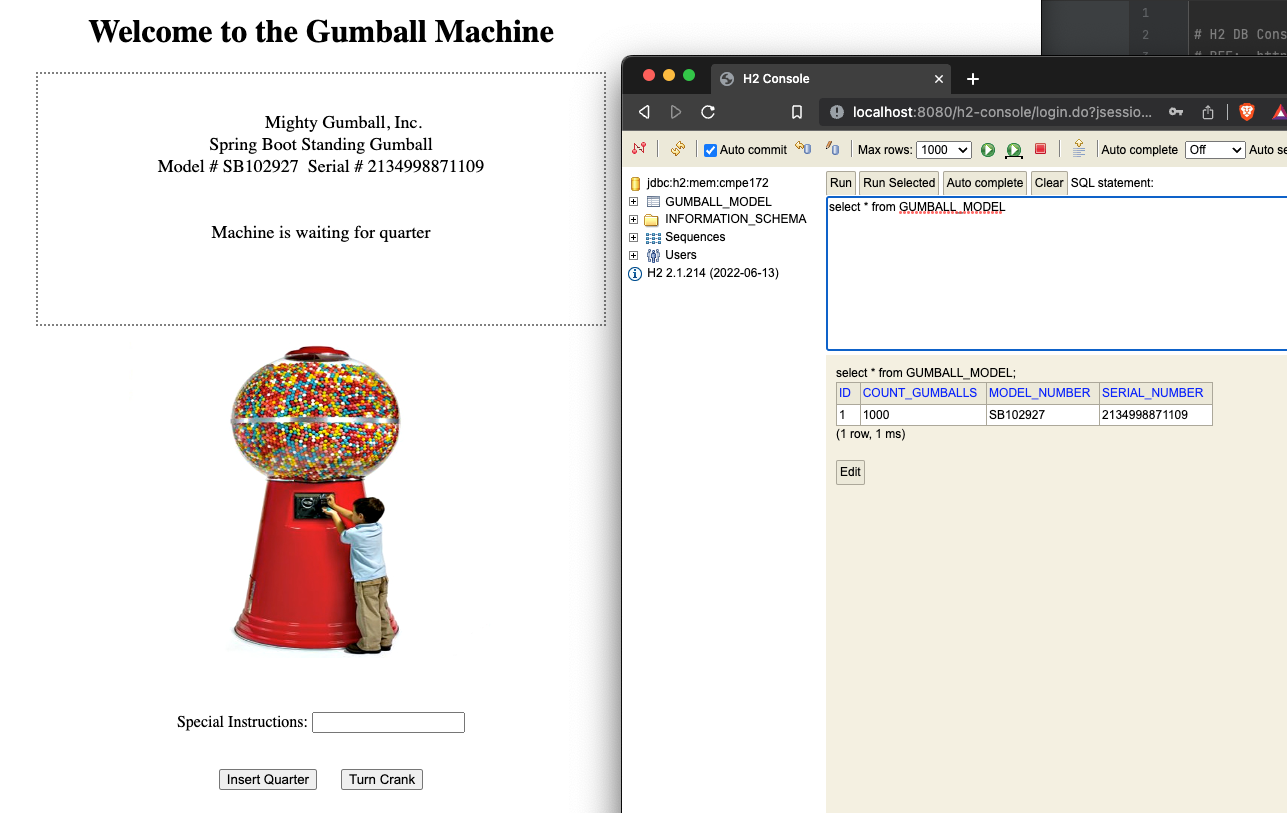 Welcome to the Gumball Machine
Mighty Gumball, Inc.
Spring Boot Standing Gumball
Model # SB102927 Serial # 2134998871109
Machine is waiting for quarter
Special Instructions:
Insert Quarter Turn Crank
1
2 # H2 DB Cons
H2 Console
localhost:8080/h2-console/login.do?jsessio...
Auto commit Max rows: 1000 Auto complete Off Auto se
jdbc:h2:mem:cmpe172
GUMBALL_MODEL
INFORMATION_SCHEMA
Sequences
Users
H2 2.1.214 (2022-06-13)
Run Run Selected Auto complete Clear SQL statement:
select * from GUMBALL_MODEL
select * from GUMBALL_MODEL;
ID COUNT_GUMBALLS MODEL_NUMBER SERIAL_NUMBER
1 1000 SB102927 2134998871109
(1 row, 1 ms)
Edit